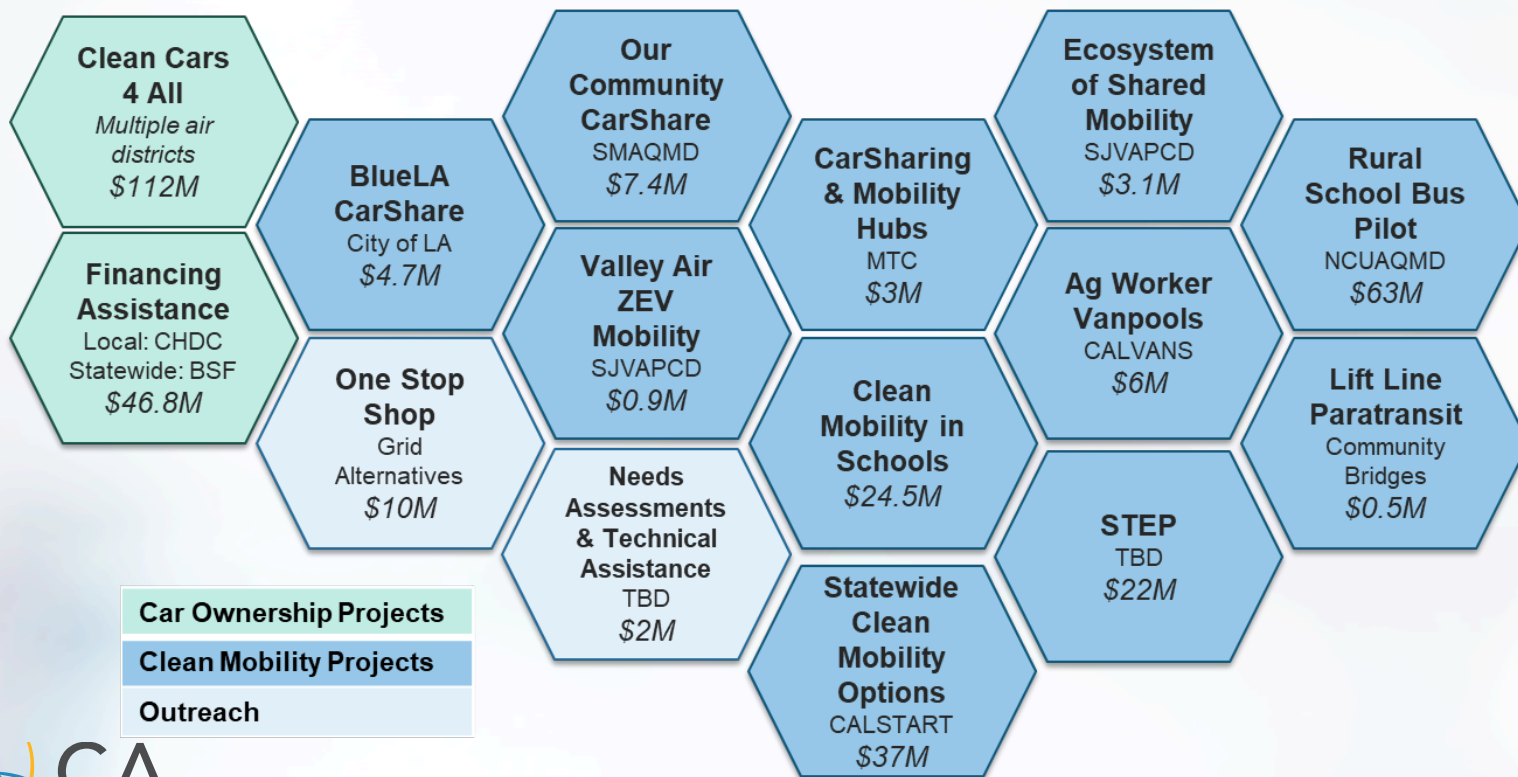 Clean Cars
4 All
Multiple air
districts
$112M
Financing
Assistance
Local: CHDC
Statewide: BSF
$46.8M
BlueLA
CarShare
City of LA
$4.7M
One Stop
Shop
Grid
Alternatives
$10M
Our
Community
CarShare
SMAQMD
$7.4M
Valley Air
ZEV
Mobility
SJVAPCD
$0.9M
Needs
Assessments
& Technical
Assistance
TBD
$2M
CarSharing
& Mobility
Hubs
MTC
$3M
Clean
Mobility in
Schools
$24.5M
Statewide
Clean
Mobility
Options
CALSTART
$37M
Ecosystem
of Shared
Mobility
SJVAPCD
$3.1M
Ag Worker
Vanpools
CALVANS
$6M
STEP
TBD
$22M
Rural
School Bus
Pilot
NCUAQMD
$63M
Lift Line
Paratransit
Community
Bridges
$0.5M
Car Ownership Projects
Clean Mobility Projects
Outreach
CA